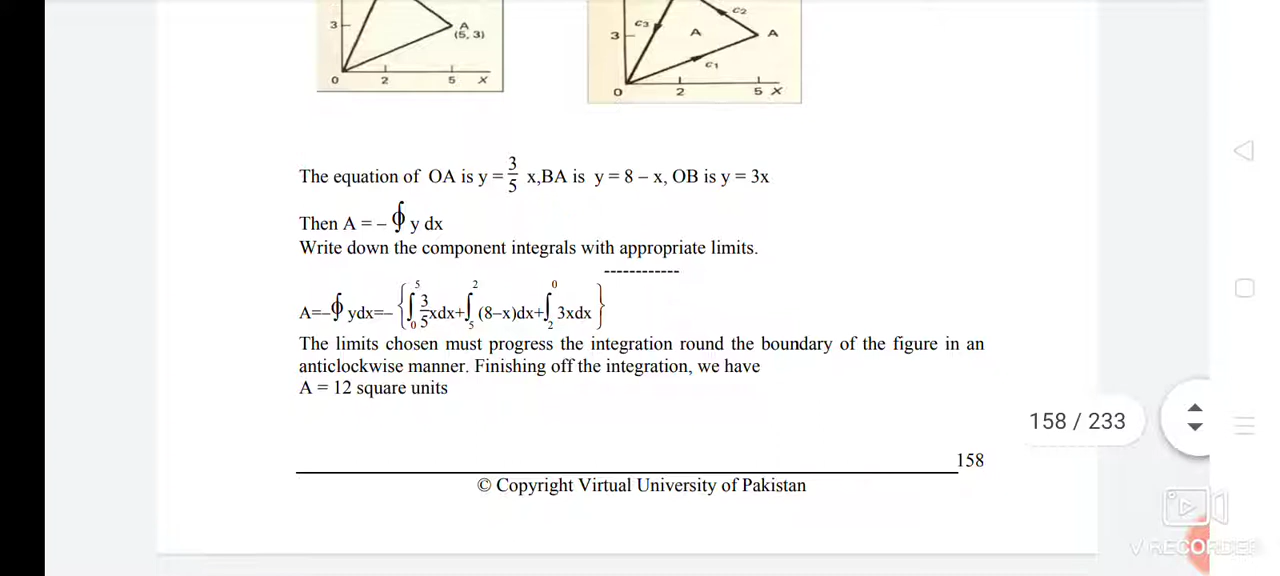 3
A
(5, 3)
0 2 5 X
C2
C3
3
A
A
C1
0 2 5 X
The equation of OA is y = 3/5 x,BA is y = 8 – x, OB is y = 3x
Then A = – ∮ y dx
Write down the component integrals with appropriate limits.
------------
A=–∮ ydx=– {∫₀⁵ 3/5 xdx+∫₅² (8–x)dx+∫₂⁰ 3xdx}
The limits chosen must progress the integration round the boundary of the figure in an
anticlockwise manner. Finishing off the integration, we have
A = 12 square units
158 / 233
158
© Copyright Virtual University of Pakistan
V RECORDER